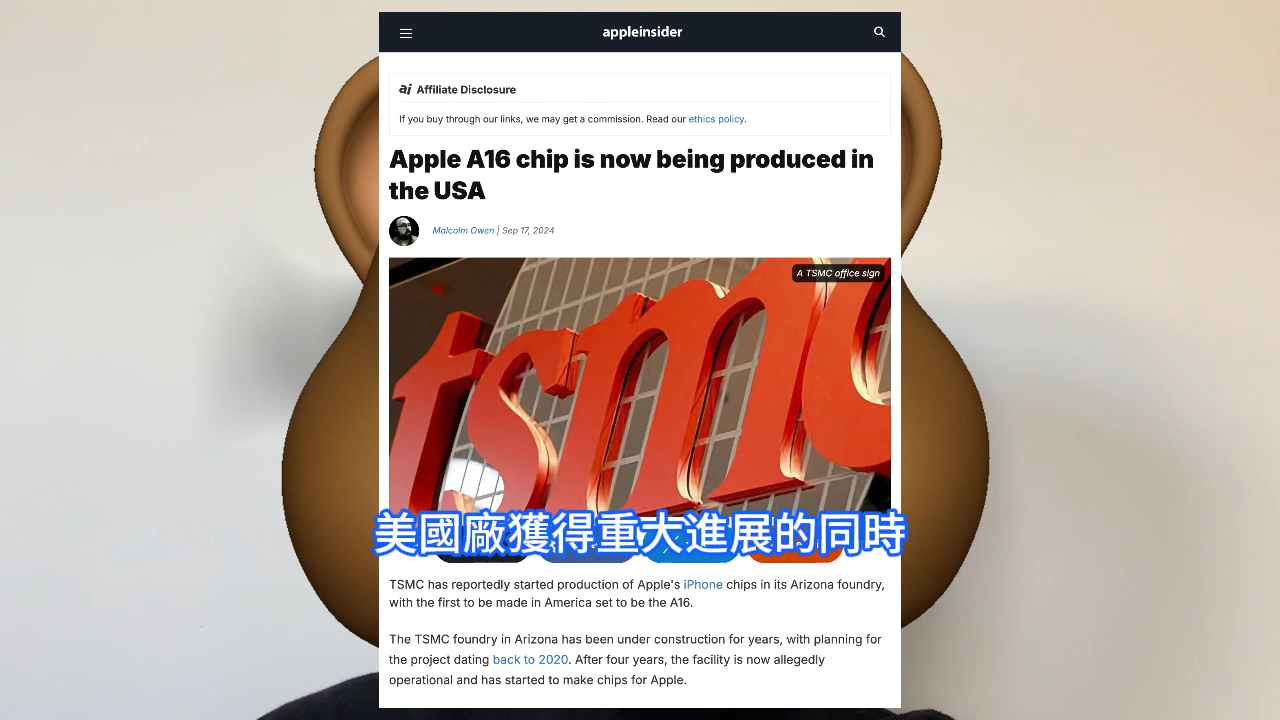 appleinsider
ai Affiliate Disclosure
If you buy through our links, we may get a commission. Read our ethics policy.
Apple A16 chip is now being produced in
the USA
Malcolm Owen | Sep 17, 2024
A TSMC office sign
tsmc
美國廠獲得重大進展的同時
TSMC has reportedly started production of Apple's iPhone chips in its Arizona foundry,
with the first to be made in America set to be the A16.
The TSMC foundry in Arizona has been under construction for years, with planning for
the project dating back to 2020. After four years, the facility is now allegedly
operational and has started to make chips for Apple.